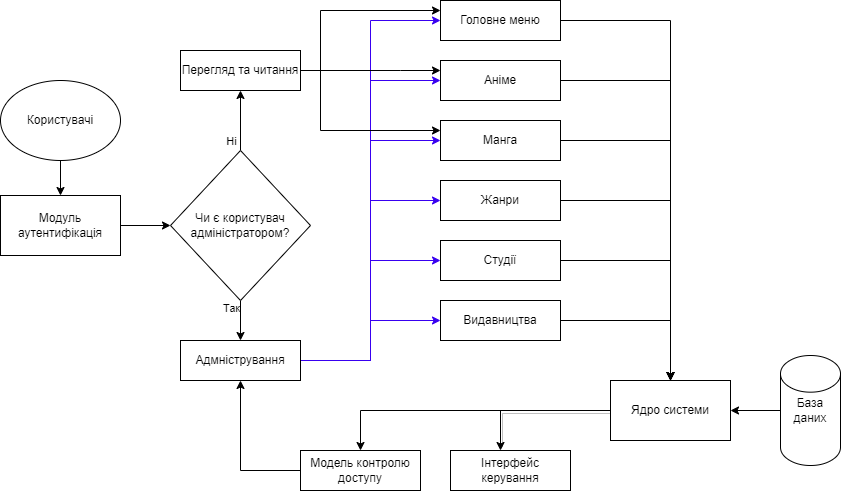 Головне меню
Перегляд та читання
Аніме
Користувачі
Ні
Манга
Модуль
аутентифікація
Чи є користувач
адміністратором?
Жанри
Студії
Так
Видавництва
Адмністрування
База
даних
Ядро системи
Модель контролю
доступу
Інтерфейс
керування